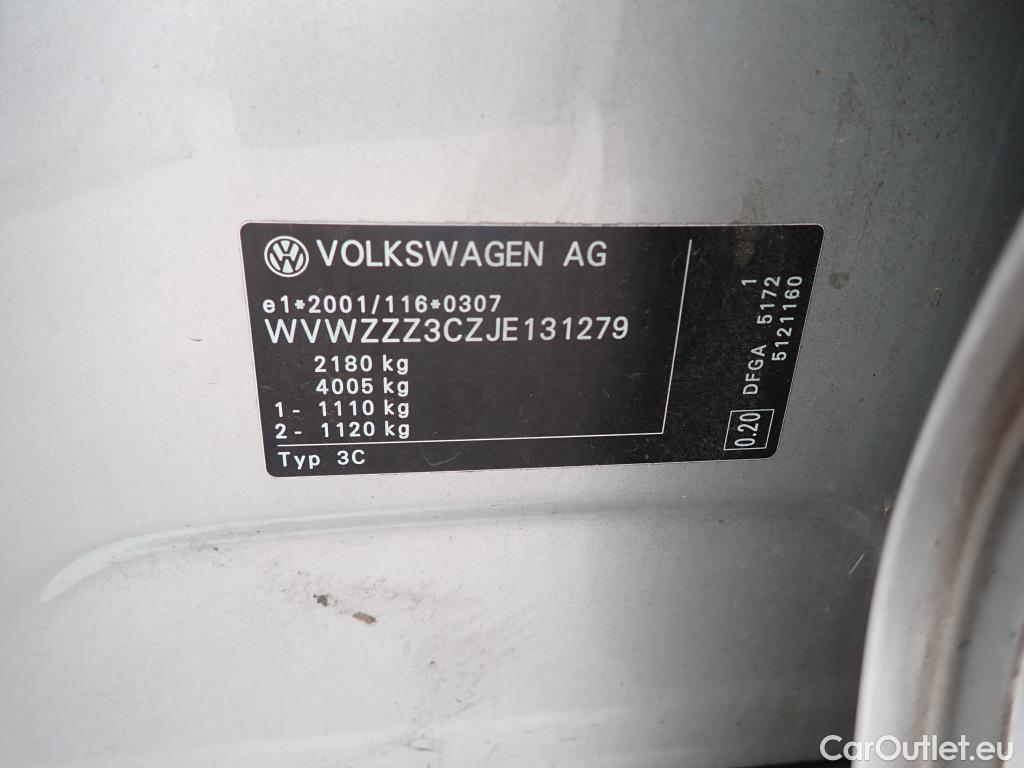 VOLKSWAGEN AG
e1*2001/116*0307
WVWZZZ3CZJE131279
2180 kg
4005 kg
1- 1110 kg
2- 1120 kg
Typ 3C
1
0.20 DFGA 5172
5121160
CarOutlet.eu